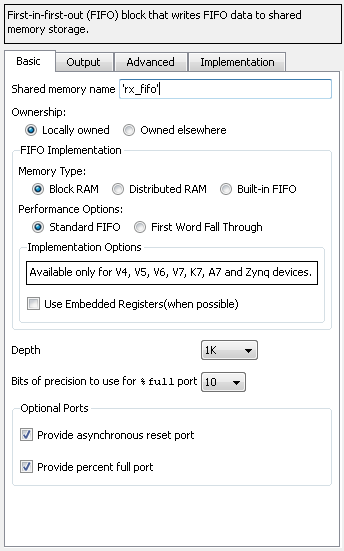 First-in-first-out (FIFO) block that writes FIFO data to shared
memory storage.
Basic Output Advanced Implementation
Shared memory name 'rx_fifo'
Ownership:
Locally owned Owned elsewhere
FIFO Implementation
Memory Type:
Block RAM Distributed RAM Built-in FIFO
Performance Options:
Standard FIFO First Word Fall Through
Implementation Options
Available only for V4, V5, V6, V7, K7, A7 and Zynq devices.
Use Embedded Registers(when possible)
Depth 1K
Bits of precision to use for % full port 10
Optional Ports
Provide asynchronous reset port
Provide percent full port